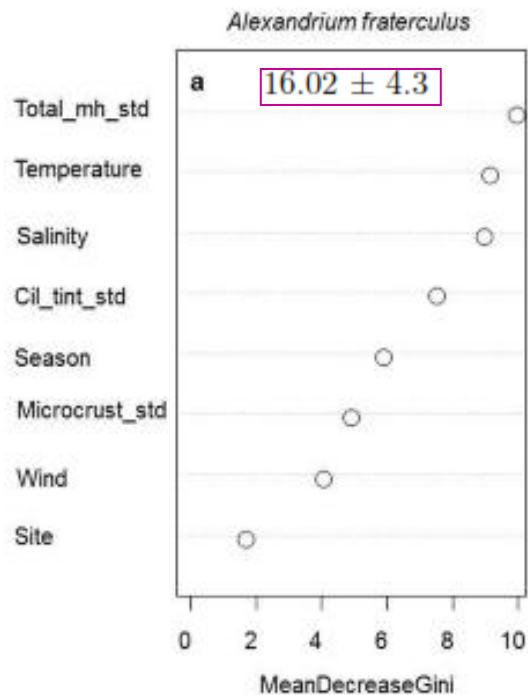 Alexandrium fraterculus
a 16.02 ± 4.3
Total_mh_std
Temperature
Salinity
Cil_tint_std
Season
Microcrust_std
Wind
Site
0 2 4 6 8 10
MeanDecreaseGini